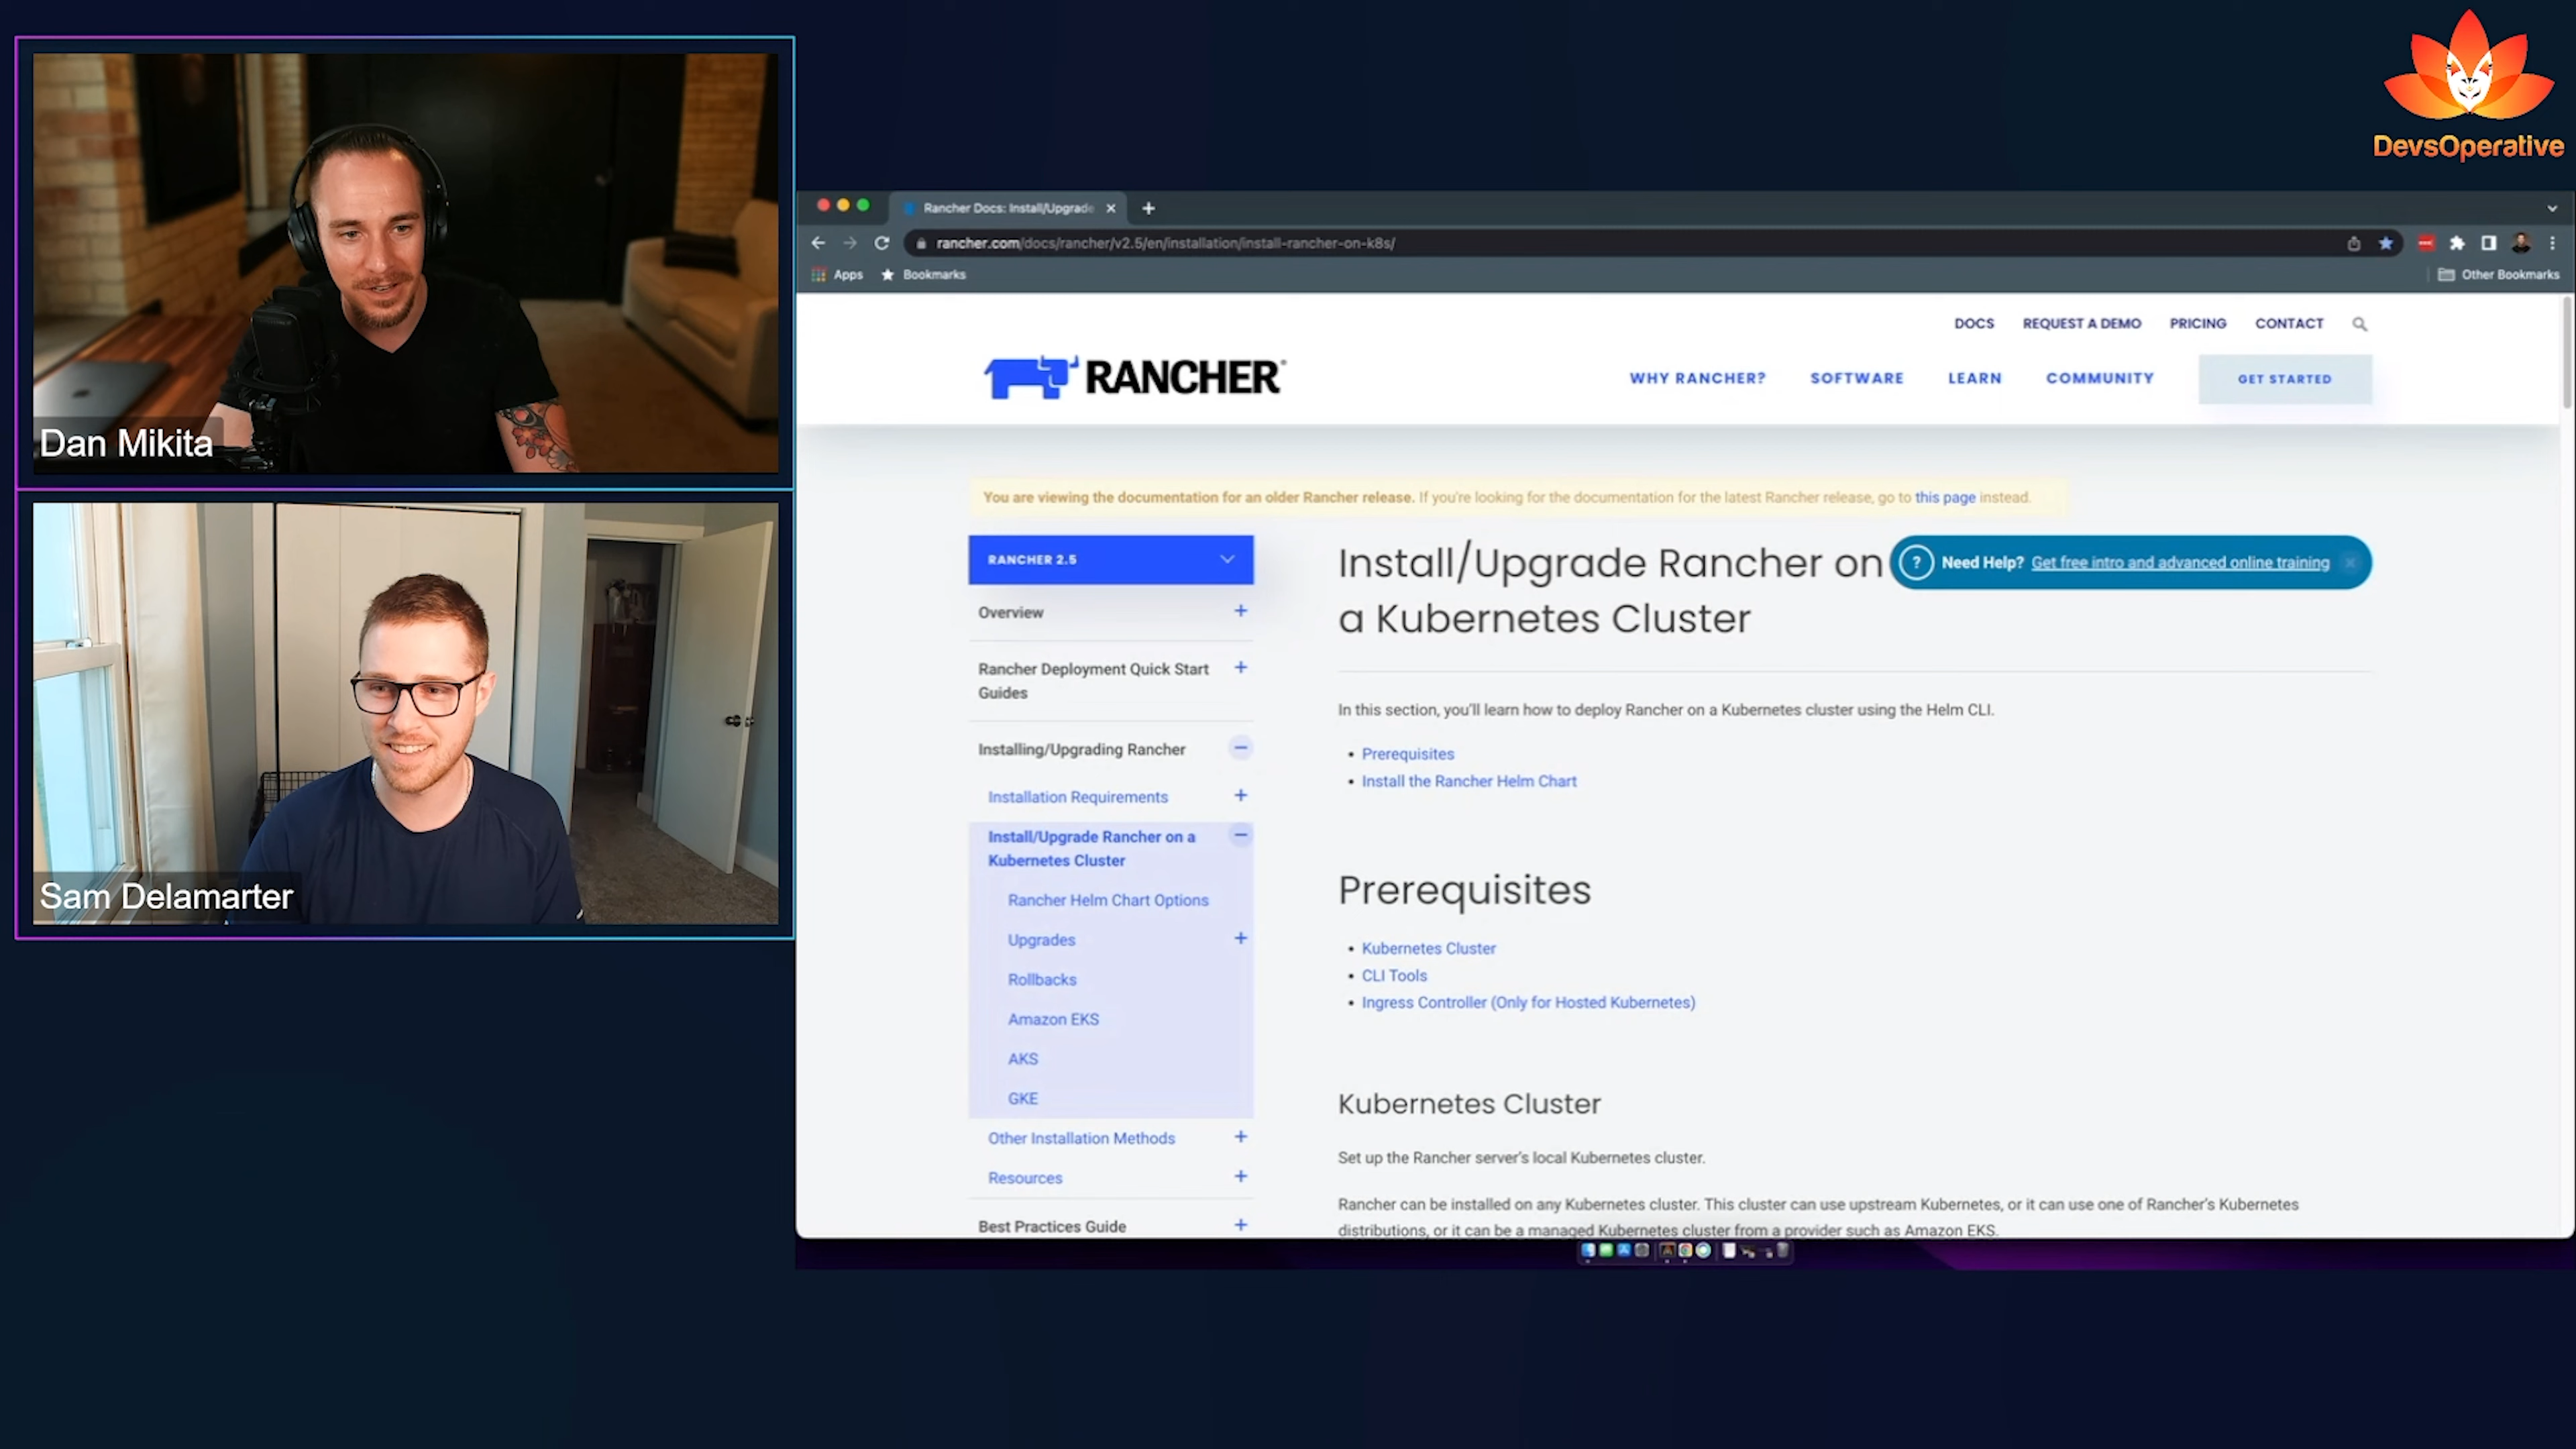 DevsOperative
Dan Mikita
Sam Delamarter
Rancher Docs: Install/Upgrade
rancher.com/docs/rancher/v2.5/en/installation/install-rancher-on-k8s/
Apps
Bookmarks
Other Bookmarks
DOCS
REQUEST A DEMO
PRICING
CONTACT
RANCHER
WHY RANCHER?
SOFTWARE
LEARN
COMMUNITY
GET STARTED
You are viewing the documentation for an older Rancher release. If you're looking for the documentation for the latest Rancher release, go to this page instead.
RANCHER 2.5
Overview
Rancher Deployment Quick Start
Guides
Installing/Upgrading Rancher
Installation Requirements
Install/Upgrade Rancher on a
Kubernetes Cluster
Rancher Helm Chart Options
Upgrades
Rollbacks
Amazon EKS
AKS
GKE
Other Installation Methods
Resources
Best Practices Guide
Install/Upgrade Rancher on
a Kubernetes Cluster
Need Help? Get free intro and advanced online training
In this section, you'll learn how to deploy Rancher on a Kubernetes cluster using the Helm CLI.
• Prerequisites
• Install the Rancher Helm Chart
Prerequisites
• Kubernetes Cluster
• CLI Tools
• Ingress Controller (Only for Hosted Kubernetes)
Kubernetes Cluster
Set up the Rancher server's local Kubernetes cluster.
Rancher can be installed on any Kubernetes cluster. This cluster can use upstream Kubernetes, or it can use one of Rancher's Kubernetes
distributions, or it can be a managed Kubernetes cluster from a provider such as Amazon EKS.